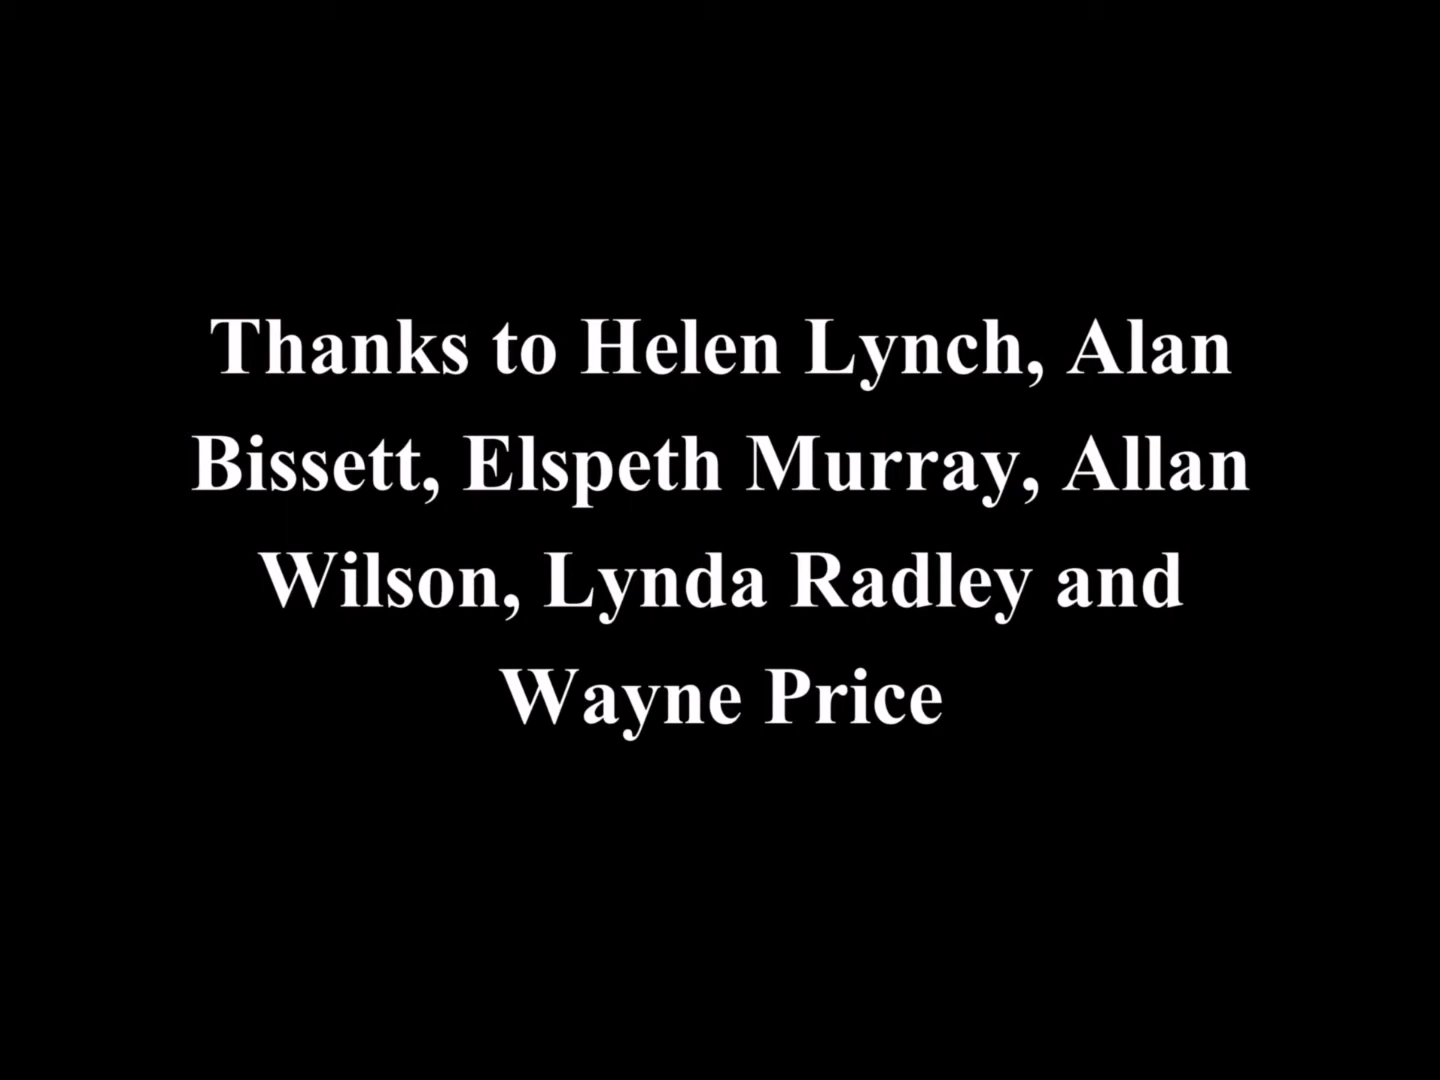 Thanks to Helen Lynch, Alan
Bissett, Elspeth Murray, Allan
Wilson, Lynda Radley and
Wayne Price